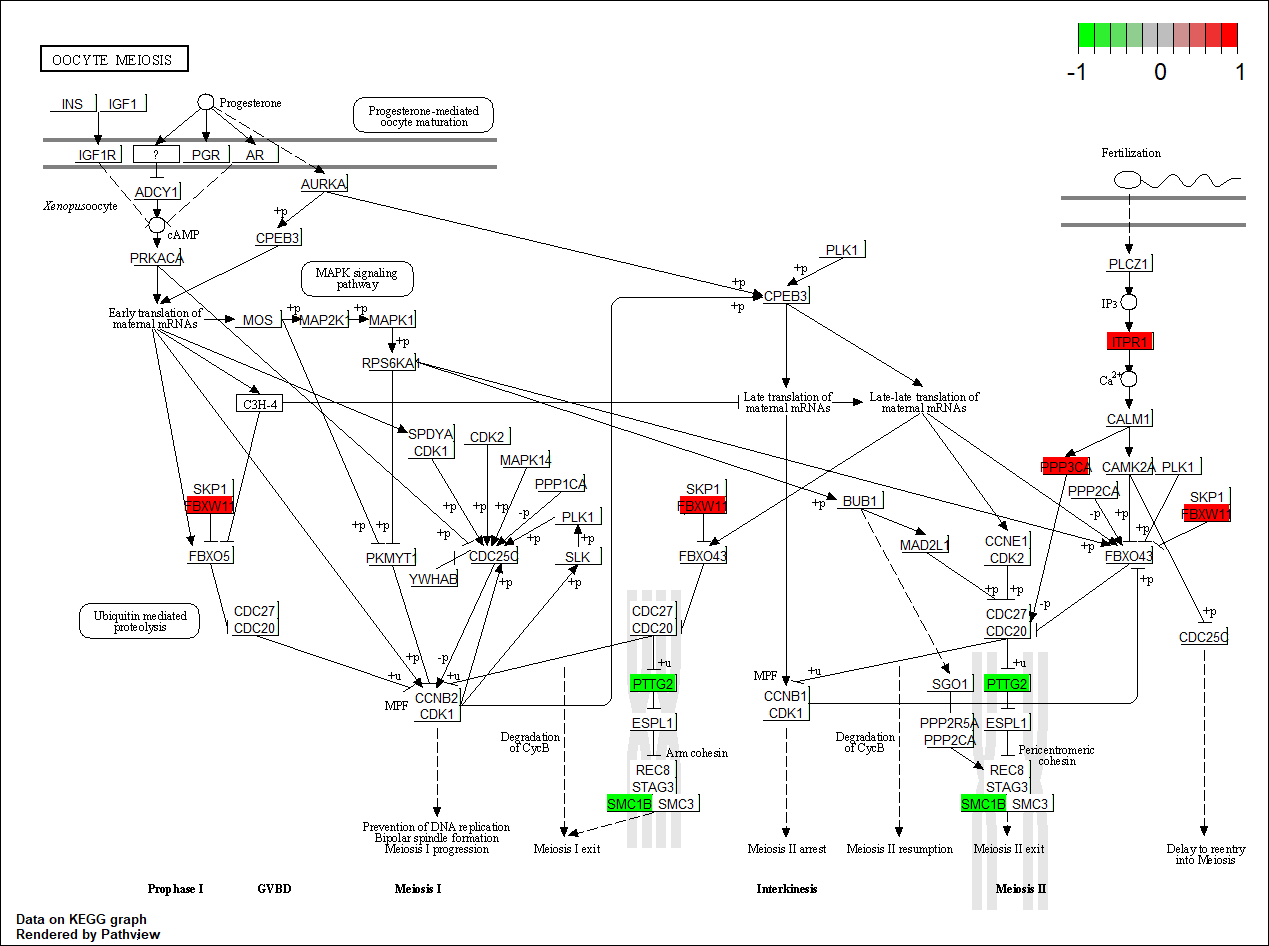 OOCYTE MEIOSIS
-1 0 1
INS IGF1
Progesterone
Progesterone-mediated
oocyte maturation
IGF1R ? PGR AR
Fertilization
ADCY1
AURKA
Xenopus oocyte
cAMP
+p
CPEB3
PRKACA
MAPK signaling
pathway
PLK1
+p
+p
CPEB3
+p
PLCZ1
IP3
ITPR1
Ca2+
CALM1
Early translation of
maternal mRNAs
MOS
+p
MAP2K1
+p
MAPK1
+p
RPS6KA1
C3H-4
Late translation of
maternal mRNAs
Late-late translation of
maternal mRNAs
SPDYA
CDK1
CDK2
MAPK14
PPP1CA
PLK1
SLK
+p
+p
+p
+p
-p
+p
+p
+p
+p
+p
SKP1
FBXW11
FBXO5
PKMYT1
YWHAB
CDC25C
SKP1
FBXW11
FBXO43
+p
BUB1
MAD2L1
CCNE1
CDK2
+p
+p
PPP3CA
CAMK2A
PLK1
PPP2CA
-p
+p
+p
+p
SKP1
FBXW11
FBXO43
+p
-p
+p
CDC25C
Ubiquitin mediated
proteolysis
CDC27
CDC20
CDC27
CDC20
CDC27
CDC20
+p
-p
+u
+u
+u
+u
MPF
CCNB2
CDK1
PTTG2
ESPL1
Arm cohesin
REC8
STAG3
SMC1B SMC3
Degradation
of CycB
MPF
CCNB1
CDK1
Degradation
of CycB
SGO1
PPP2R5A
PPP2CA
PTTG2
ESPL1
Pericentromeric
cohesin
REC8
STAG3
SMC1B SMC3
Prevention of DNA replication
Bipolar spindle formation
Meiosis I progression
Meiosis I exit
Meiosis II arrest
Meiosis II resumption
Meiosis II exit
Delay to reentry
into Meiosis
Prophase I GVBD Meiosis I Interkinesis Meiosis II
Data on KEGG graph
Rendered by Pathview